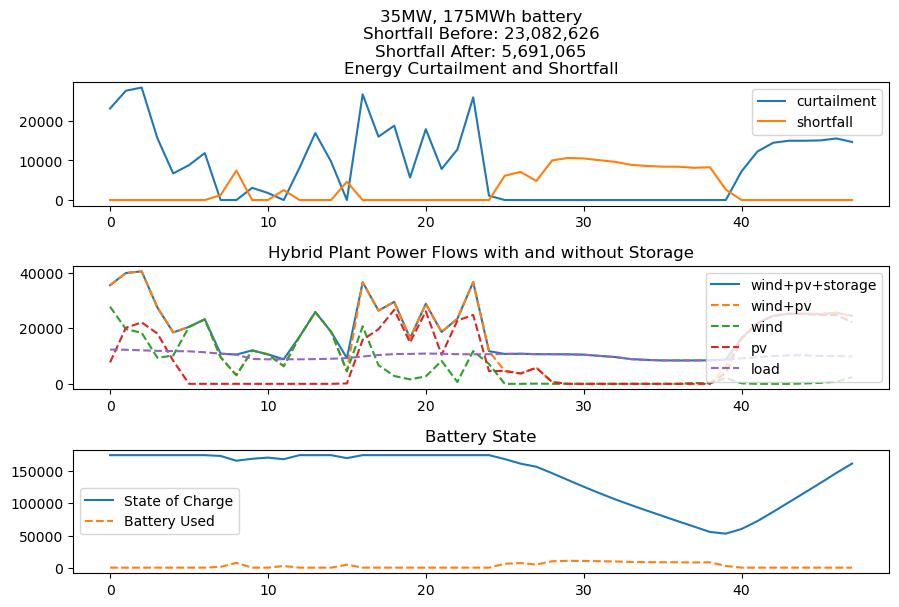 35MW, 175MWh battery
Shortfall Before: 23,082,626
Shortfall After: 5,691,065
Energy Curtailment and Shortfall
20000
10000
0
curtailment
shortfall
0 10 20 30 40
Hybrid Plant Power Flows with and without Storage
40000
20000
0
wind+pv+storage
wind+pv
wind
pv
load
0 10 20 30 40
Battery State
150000
100000
50000
0
State of Charge
Battery Used
0 10 20 30 40